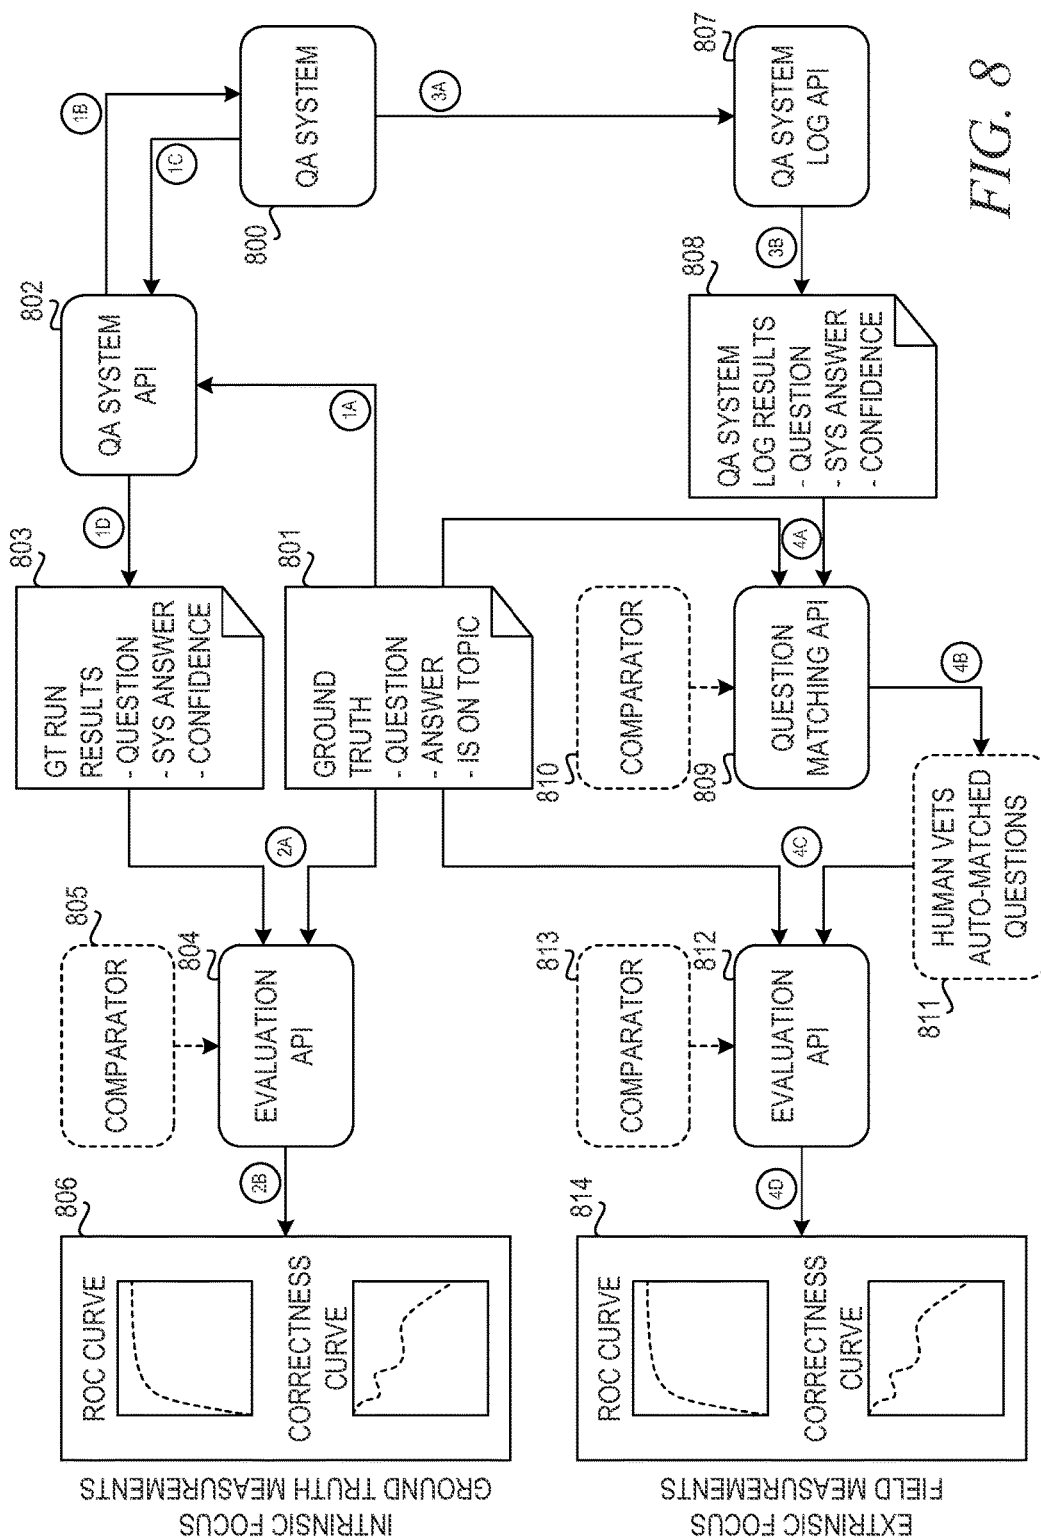 INTRINSIC FOCUS
GROUND TRUTH MEASUREMENTS
ROC CURVE
CORRECTNESS
CURVE
806
2B
COMPARATOR
805
EVALUATION
API
804
2A
GT RUN
RESULTS
- QUESTION
- SYS ANSWER
- CONFIDENCE
803
GROUND
TRUTH
- QUESTION
- ANSWER
- IS ON TOPIC
801
1D
QA SYSTEM
API
802
1A
1B
1C
QA SYSTEM
800
3A
EXTRINSIC FOCUS
FIELD MEASUREMENTS
ROC CURVE
CORRECTNESS
CURVE
814
4D
COMPARATOR
813
EVALUATION
API
812
4C
HUMAN VETS
AUTO-MATCHED
QUESTIONS
811
4B
COMPARATOR
810
QUESTION
MATCHING API
809
4A
QA SYSTEM
LOG RESULTS
- QUESTION
- SYS ANSWER
- CONFIDENCE
808
3B
QA SYSTEM
LOG API
807
FIG. 8